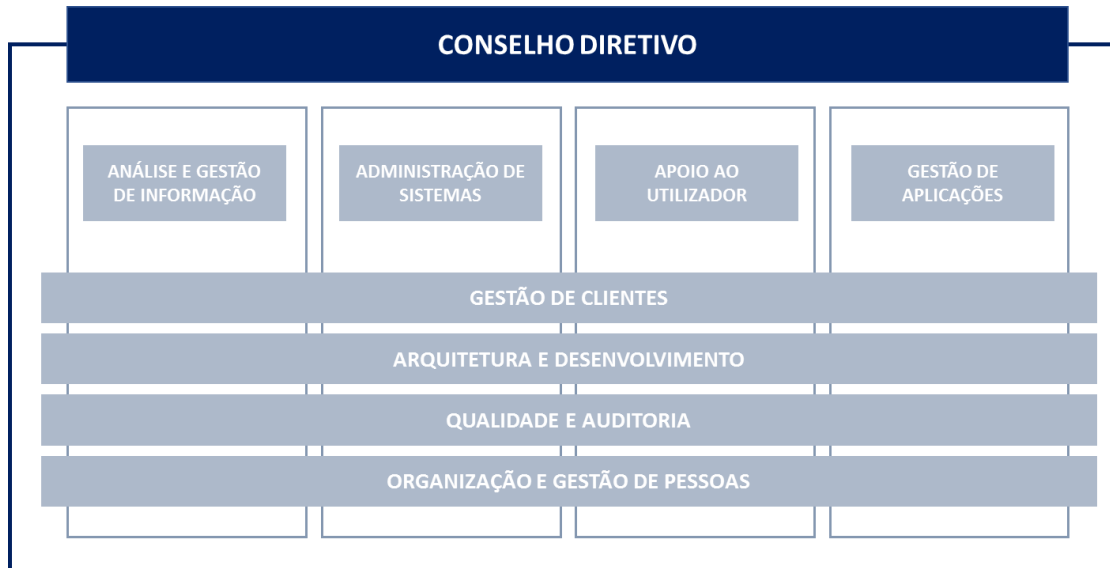 CONSELHO DIRETIVO
ANÁLISE E GESTÃO
DE INFORMAÇÃO
ADMINISTRAÇÃO DE
SISTEMAS
APOIO AO
UTILIZADOR
GESTÃO DE
APLICAÇÕES
GESTÃO DE CLIENTES
ARQUITETURA E DESENVOLVIMENTO
QUALIDADE E AUDITORIA
ORGANIZAÇÃO E GESTÃO DE PESSOAS